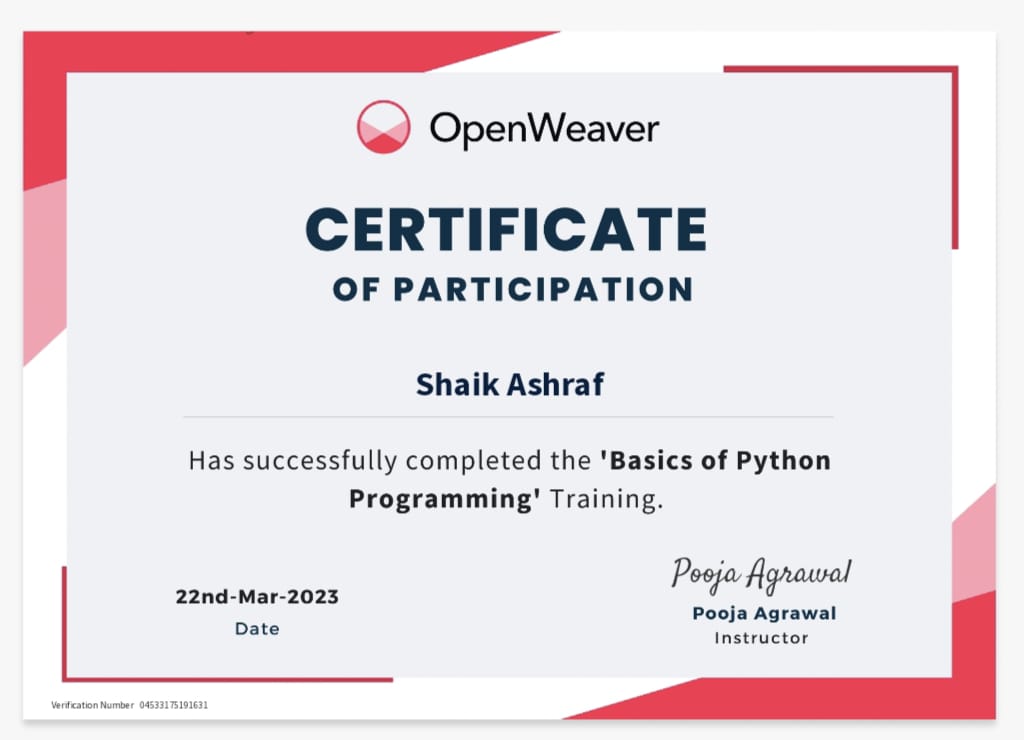 OpenWeaver
CERTIFICATE
OF PARTICIPATION
Shaik Ashraf
Has successfully completed the 'Basics of Python
Programming' Training.
22nd-Mar-2023
Date
Pooja Agrawal
Pooja Agrawal
Instructor
Verification Number 04533175191631